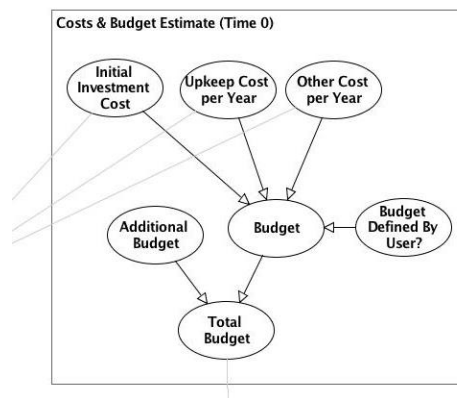 Costs & Budget Estimate (Time 0)
Initial
Investment
Cost
Upkeep Cost
per Year
Other Cost
per Year
Additional
Budget
Budget
Budget
Defined By
User?
Total
Budget